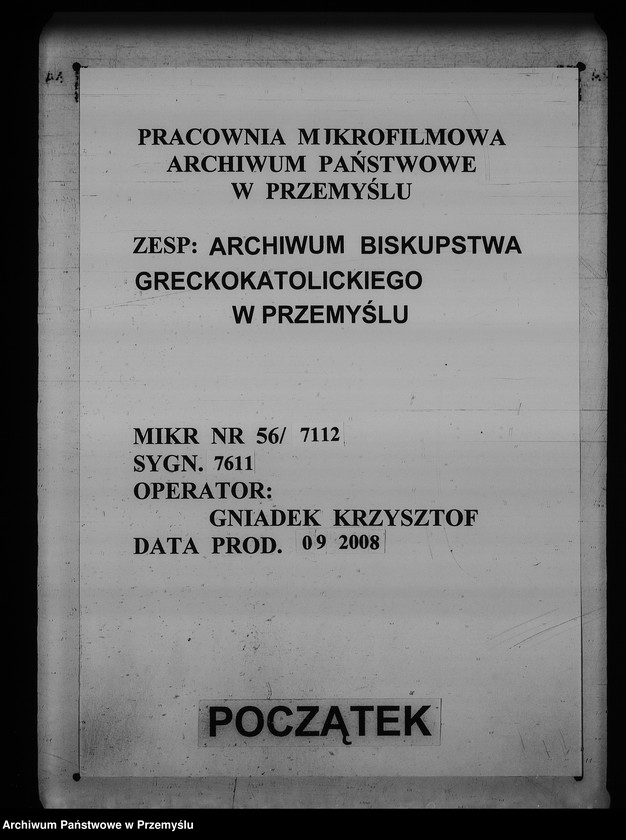 PRACOWNIA MIKROFILMOWA
ARCHIWUM PAŃSTWOWE
W PRZEMYŚLU
ZESP: ARCHIWUM BISKUPSTWA
GRECKOKATOLICKIEGO
W PRZEMYŚLU
MIKR NR 56/ 7112
SYGN. 7611
OPERATOR:
GNIADEK KRZYSZTOF
DATA PROD. 09 2008
POCZĄTEK
Archiwum Państwowe w Przemyślu